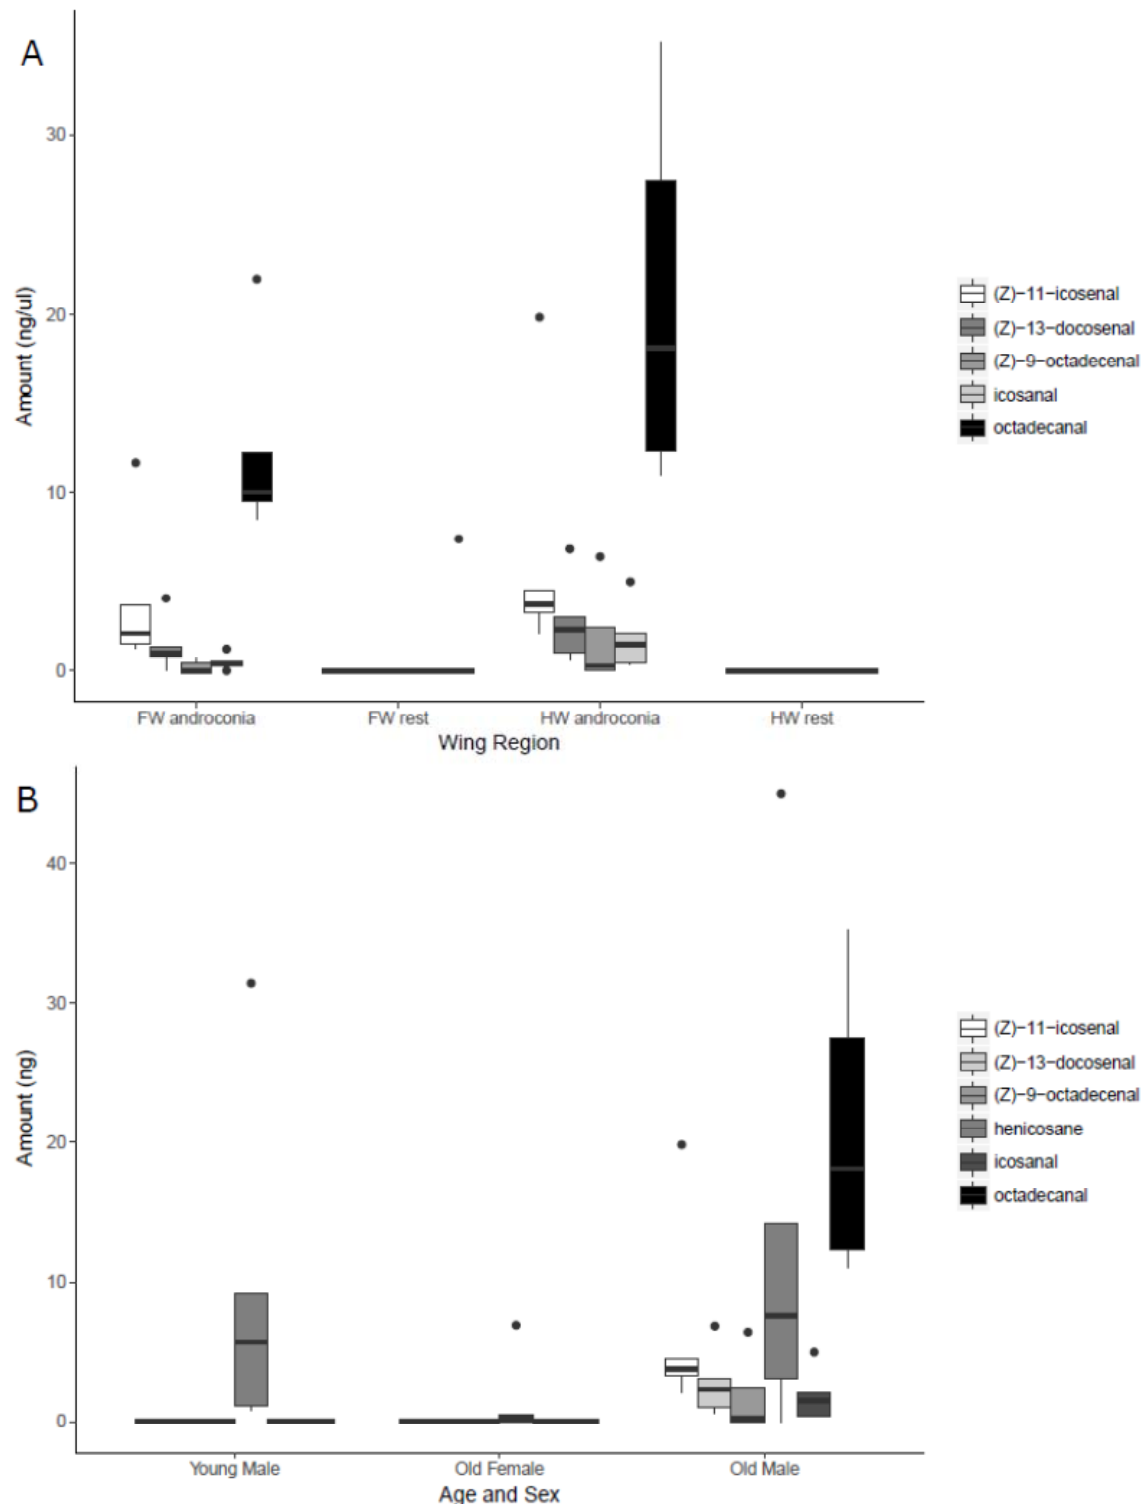 A
30
20
10
0
Amount (ng/ul)
FW androconia FW rest HW androconia HW rest
Wing Region
(Z)−11−icosenal
(Z)−13−docosenal
(Z)−9−octadecenal
icosanal
octadecanal
B
40
30
20
10
0
Amount (ng)
Young Male Old Female Old Male
Age and Sex
(Z)−11−icosenal
(Z)−13−docosenal
(Z)−9−octadecenal
henicosane
icosanal
octadecanal